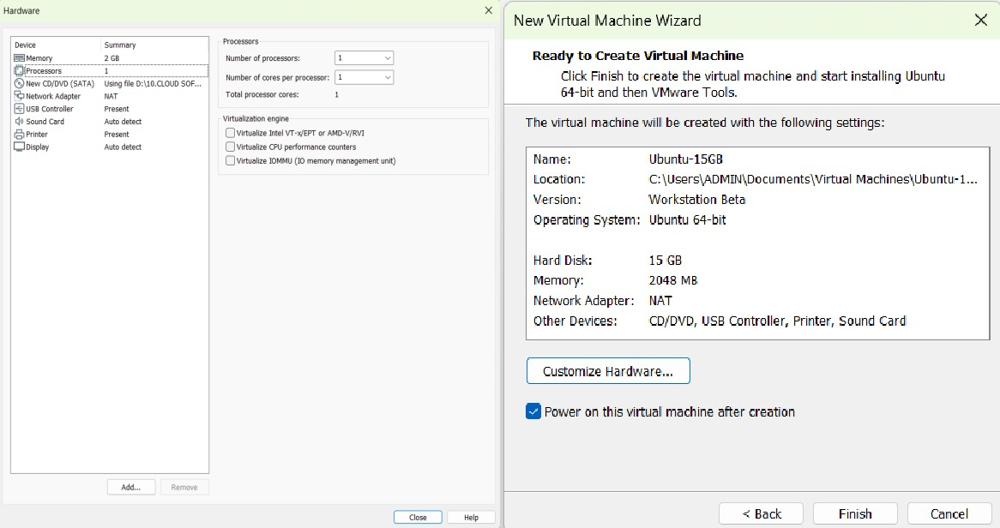 Hardware
Device Summary
Memory 2 GB
Processors 1
New CD/DVD (SATA) Using file D:\10.CLOUD SOF...
Network Adapter NAT
USB Controller Present
Sound Card Auto detect
Printer Present
Display Auto detect
Add... Remove
Processors
Number of processors: 1
Number of cores per processor: 1
Total processor cores: 1
Virtualization engine
Virtualize Intel VT-x/EPT or AMD-V/RVI
Virtualize CPU performance counters
Virtualize IOMMU (IO memory management unit)
Close Help
New Virtual Machine Wizard
Ready to Create Virtual Machine
Click Finish to create the virtual machine and start installing Ubuntu
64-bit and then VMware Tools.
The virtual machine will be created with the following settings:
Name: Ubuntu-15GB
Location: C:\Users\ADMIN\Documents\Virtual Machines\Ubuntu-1...
Version: Workstation Beta
Operating System: Ubuntu 64-bit
Hard Disk: 15 GB
Memory: 2048 MB
Network Adapter: NAT
Other Devices: CD/DVD, USB Controller, Printer, Sound Card
Customize Hardware...
Power on this virtual machine after creation
< Back Finish Cancel